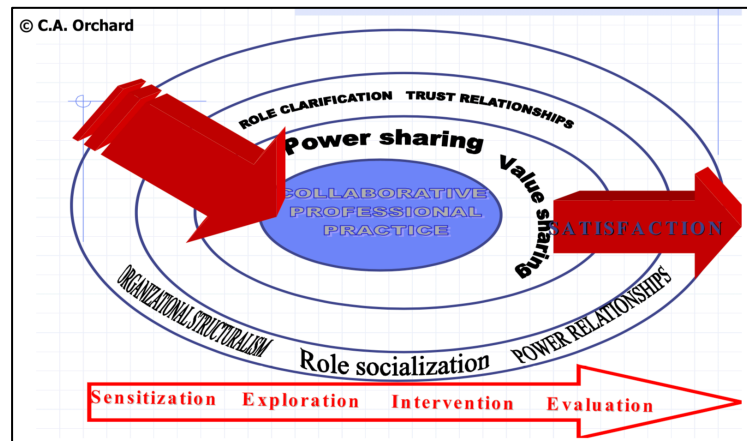 © C.A. Orchard
ROLE CLARIFICATION TRUST RELATIONSHIPS
Power sharing
Value sharing
COLLABORATIVE
PROFESSIONAL
PRACTICE
SATISFACTION
ORGANIZATIONAL STRUCTURALISM
Role socialization
POWER RELATIONSHIPS
Sensitization Exploration Intervention Evaluation